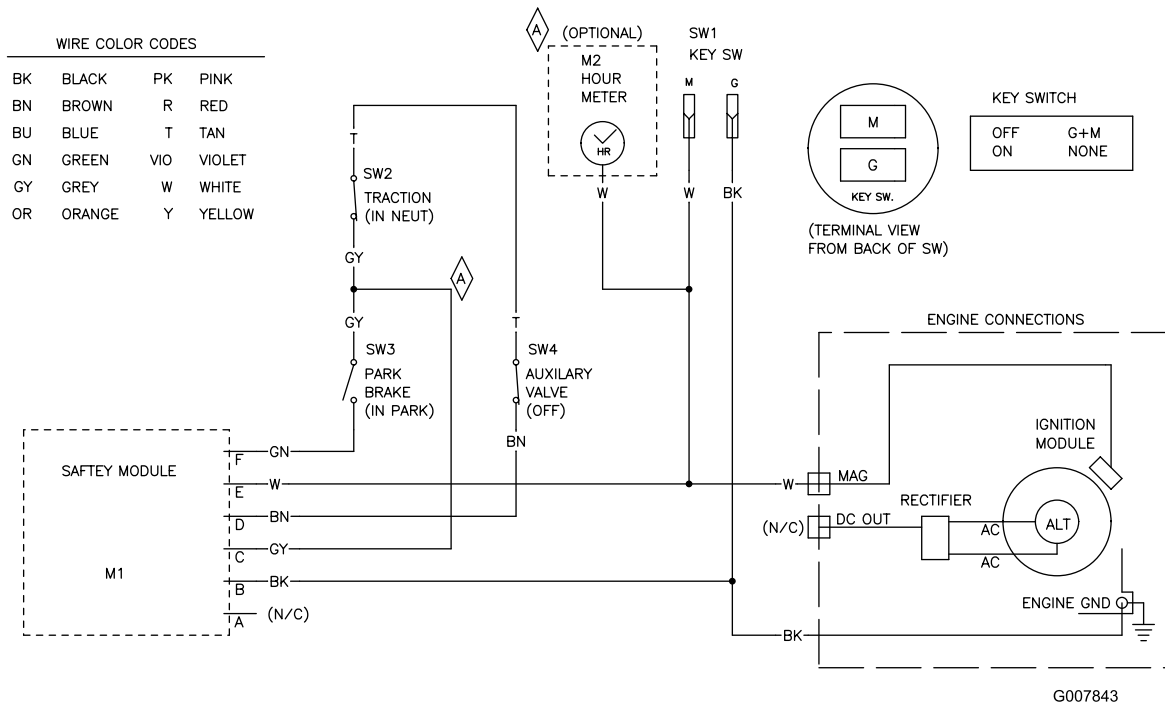 WIRE COLOR CODES
BK BLACK PK PINK
BN BROWN R RED
BU BLUE T TAN
GN GREEN VIO VIOLET
GY GREY W WHITE
OR ORANGE Y YELLOW
A
(OPTIONAL)
M2
HOUR
METER
HR
W
SW1
KEY SW
M G
W BK
M
G
KEY SW.
(TERMINAL VIEW
FROM BACK OF SW)
KEY SWITCH
OFF G+M
ON NONE
T
SW2
TRACTION
(IN NEUT)
GY
A
GY
SW3
PARK
BRAKE
(IN PARK)
T
SW4
AUXILARY
VALVE
(OFF)
BN
SAFTEY MODULE
M1
F GN
E W
D BN
C GY
B BK
A (N/C)
ENGINE CONNECTIONS
IGNITION
MODULE
W MAG
RECTIFIER
(N/C) DC OUT
AC
AC
ALT
ENGINE GND
BK
G007843